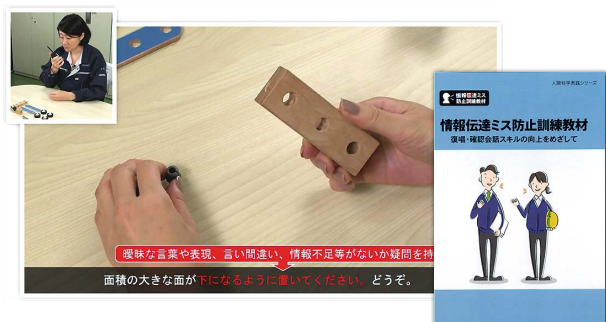 曖昧な言葉や表現、言い間違い、情報不足等がないか疑問を持
面積の大きな面が下になるように置いてください。どうぞ。
人間科学実践シリーズ
情報伝達ミス
防止訓練教材
情報伝達ミス防止訓練教材
復唱・確認会話スキルの向上をめざして